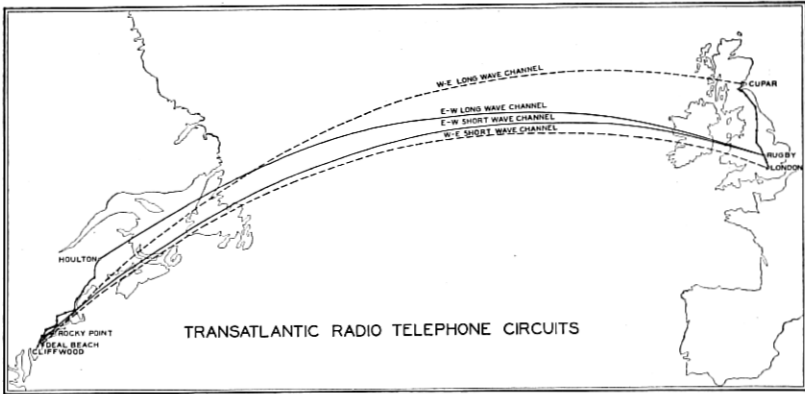 W-E LONG WAVE CHANNEL
CUPAR
E-W LONG WAVE CHANNEL
E-W SHORT WAVE CHANNEL
W-E SHORT WAVE CHANNEL
RUGBY
LONDON
HOULTON
ROCKY POINT
DEAL BEACH
CLIFFWOOD
TRANSATLANTIC RADIO TELEPHONE CIRCUITS